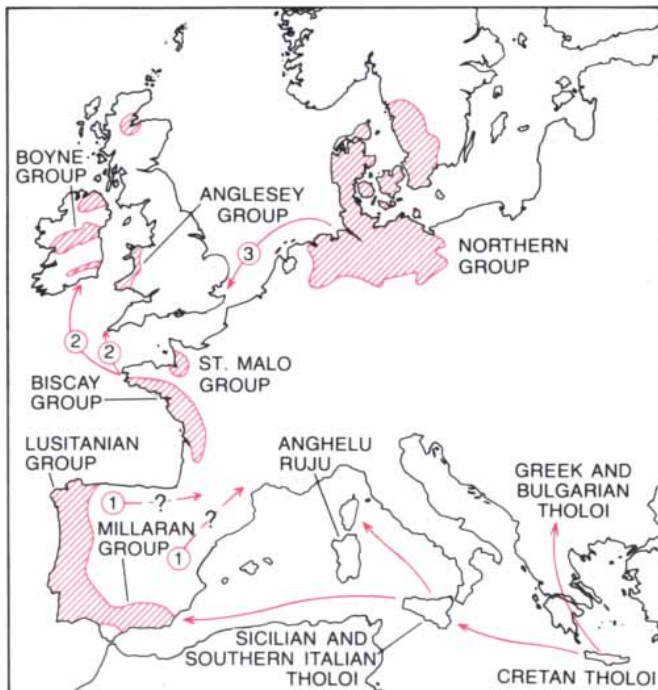 BOYNE
GROUP
ANGLESEY
GROUP
3
NORTHERN
GROUP
2
2
ST. MALO
GROUP
BISCAY
GROUP
LUSITANIAN
GROUP
ANGHELU
RUJU
GREEK AND
BULGARIAN
THOLOI
1 ?
?
MILLARAN
GROUP
1
SICILIAN AND
SOUTHERN ITALIAN
THOLOI
CRETAN THOLOI